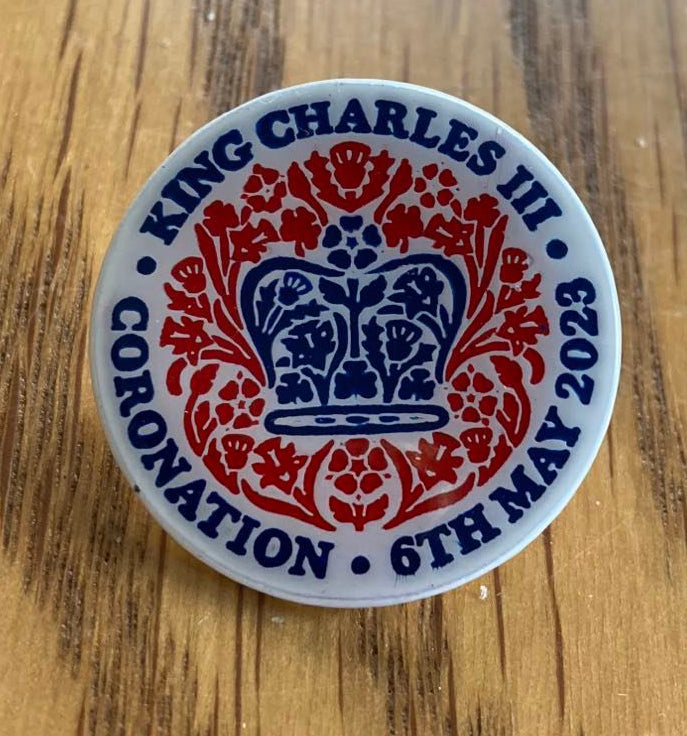 KING CHARLES III
• CORONATION • 6TH MAY 2023 •